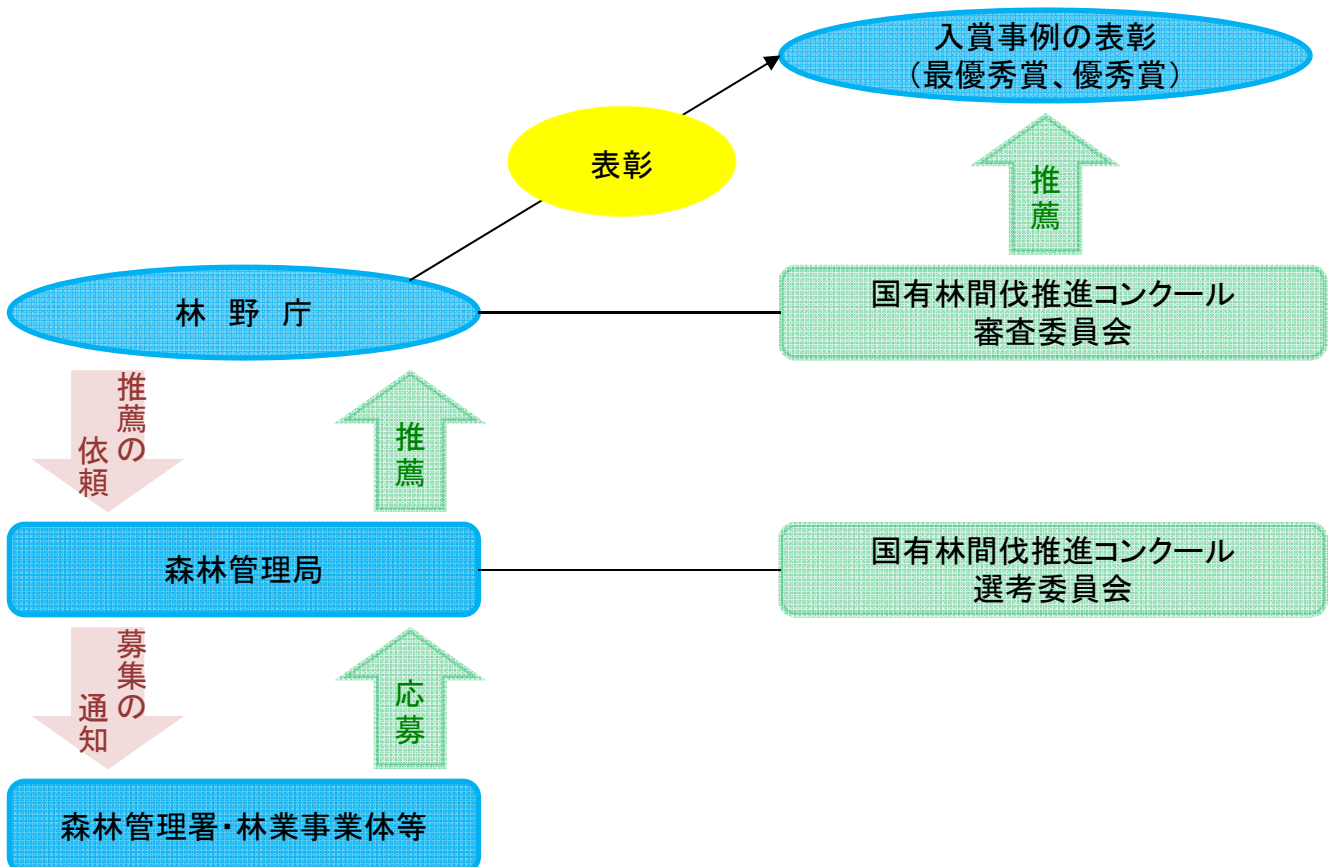 入賞事例の表彰
（最優秀賞、優秀賞）
表彰
推薦
林 野 庁
国有林間伐推進コンクール
審査委員会
推薦の
依頼
推薦
森林管理局
国有林間伐推進コンクール
選考委員会
募集の
通知
応募
森林管理署・林業事業体等